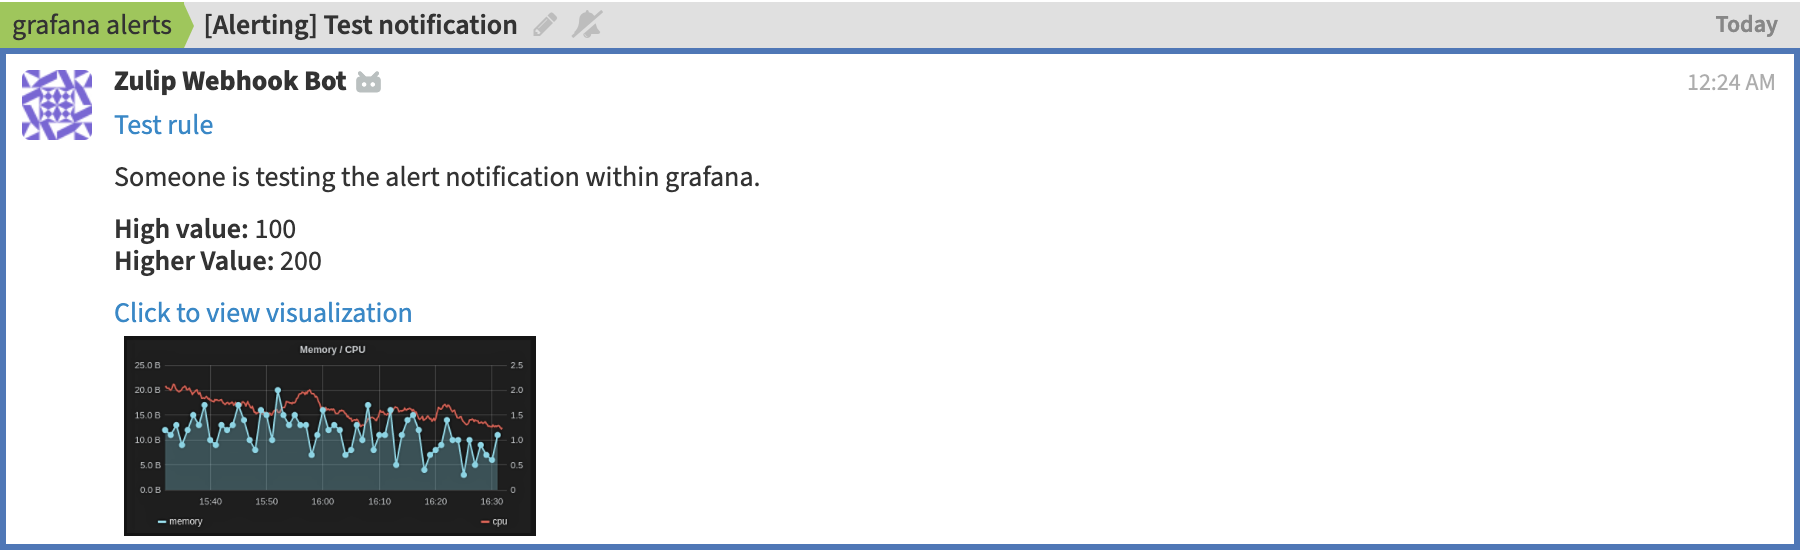 grafana alerts [Alerting] Test notification Today
Zulip Webhook Bot 12:24 AM
Test rule
Someone is testing the alert notification within grafana.
High value: 100
Higher Value: 200
Click to view visualization
Memory / CPU
25.0 B 2.5
20.0 B 2.0
15.0 B 1.5
10.0 B 1.0
5.0 B 0.5
0.0 B 0
15:40 15:50 16:00 16:10 16:20 16:30
memory cpu